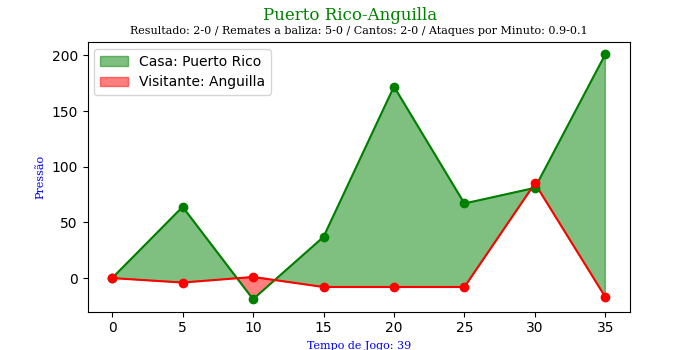 Puerto Rico-Anguilla
Resultado: 2-0 / Remates a baliza: 5-0 / Cantos: 2-0 / Ataques por Minuto: 0.9-0.1
Casa: Puerto Rico
Visitante: Anguilla
Pressão
200
150
100
50
0
0 5 10 15 20 25 30 35
Tempo de Jogo: 39